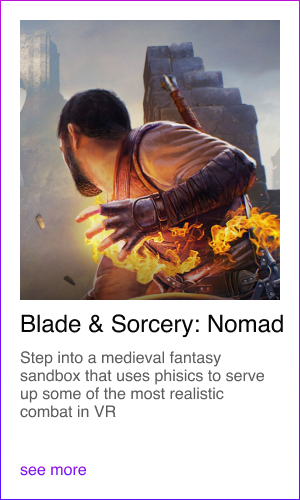 Blade & Sorcery: Nomad
Step into a medieval fantasy
sandbox that uses phisics to serve
up some of the most realistic
combat in VR
see more